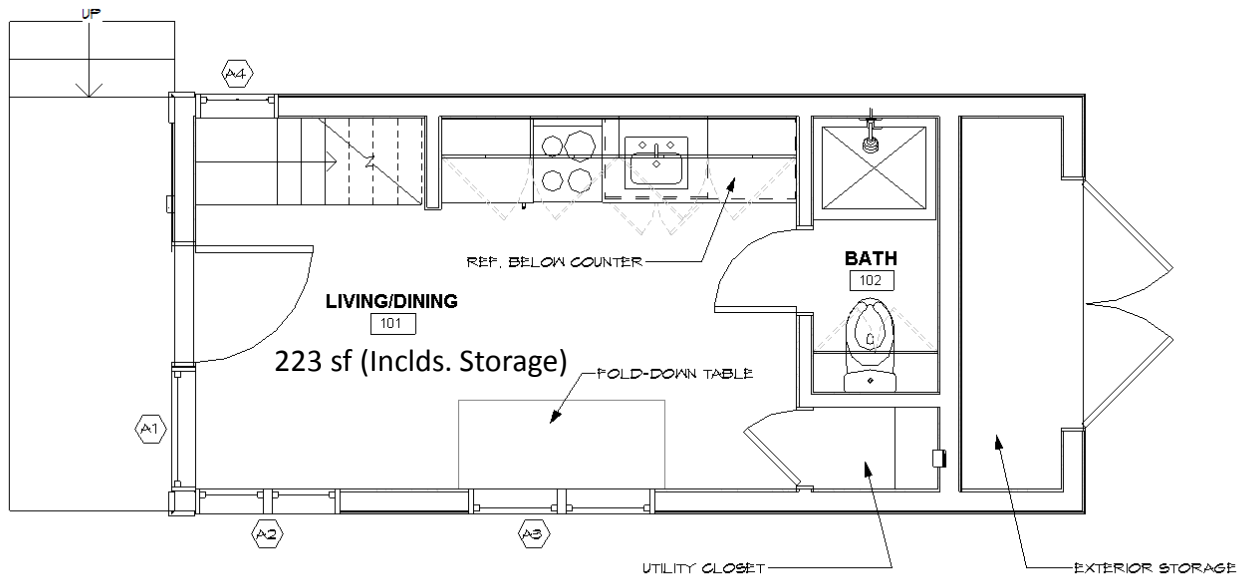 UP
A4
REF. BELOW COUNTER
BATH
102
LIVING/DINING
101
223 sf (Inclds. Storage)
FOLD-DOWN TABLE
A1
A2
A3
UTILITY CLOSET
EXTERIOR STORAGE